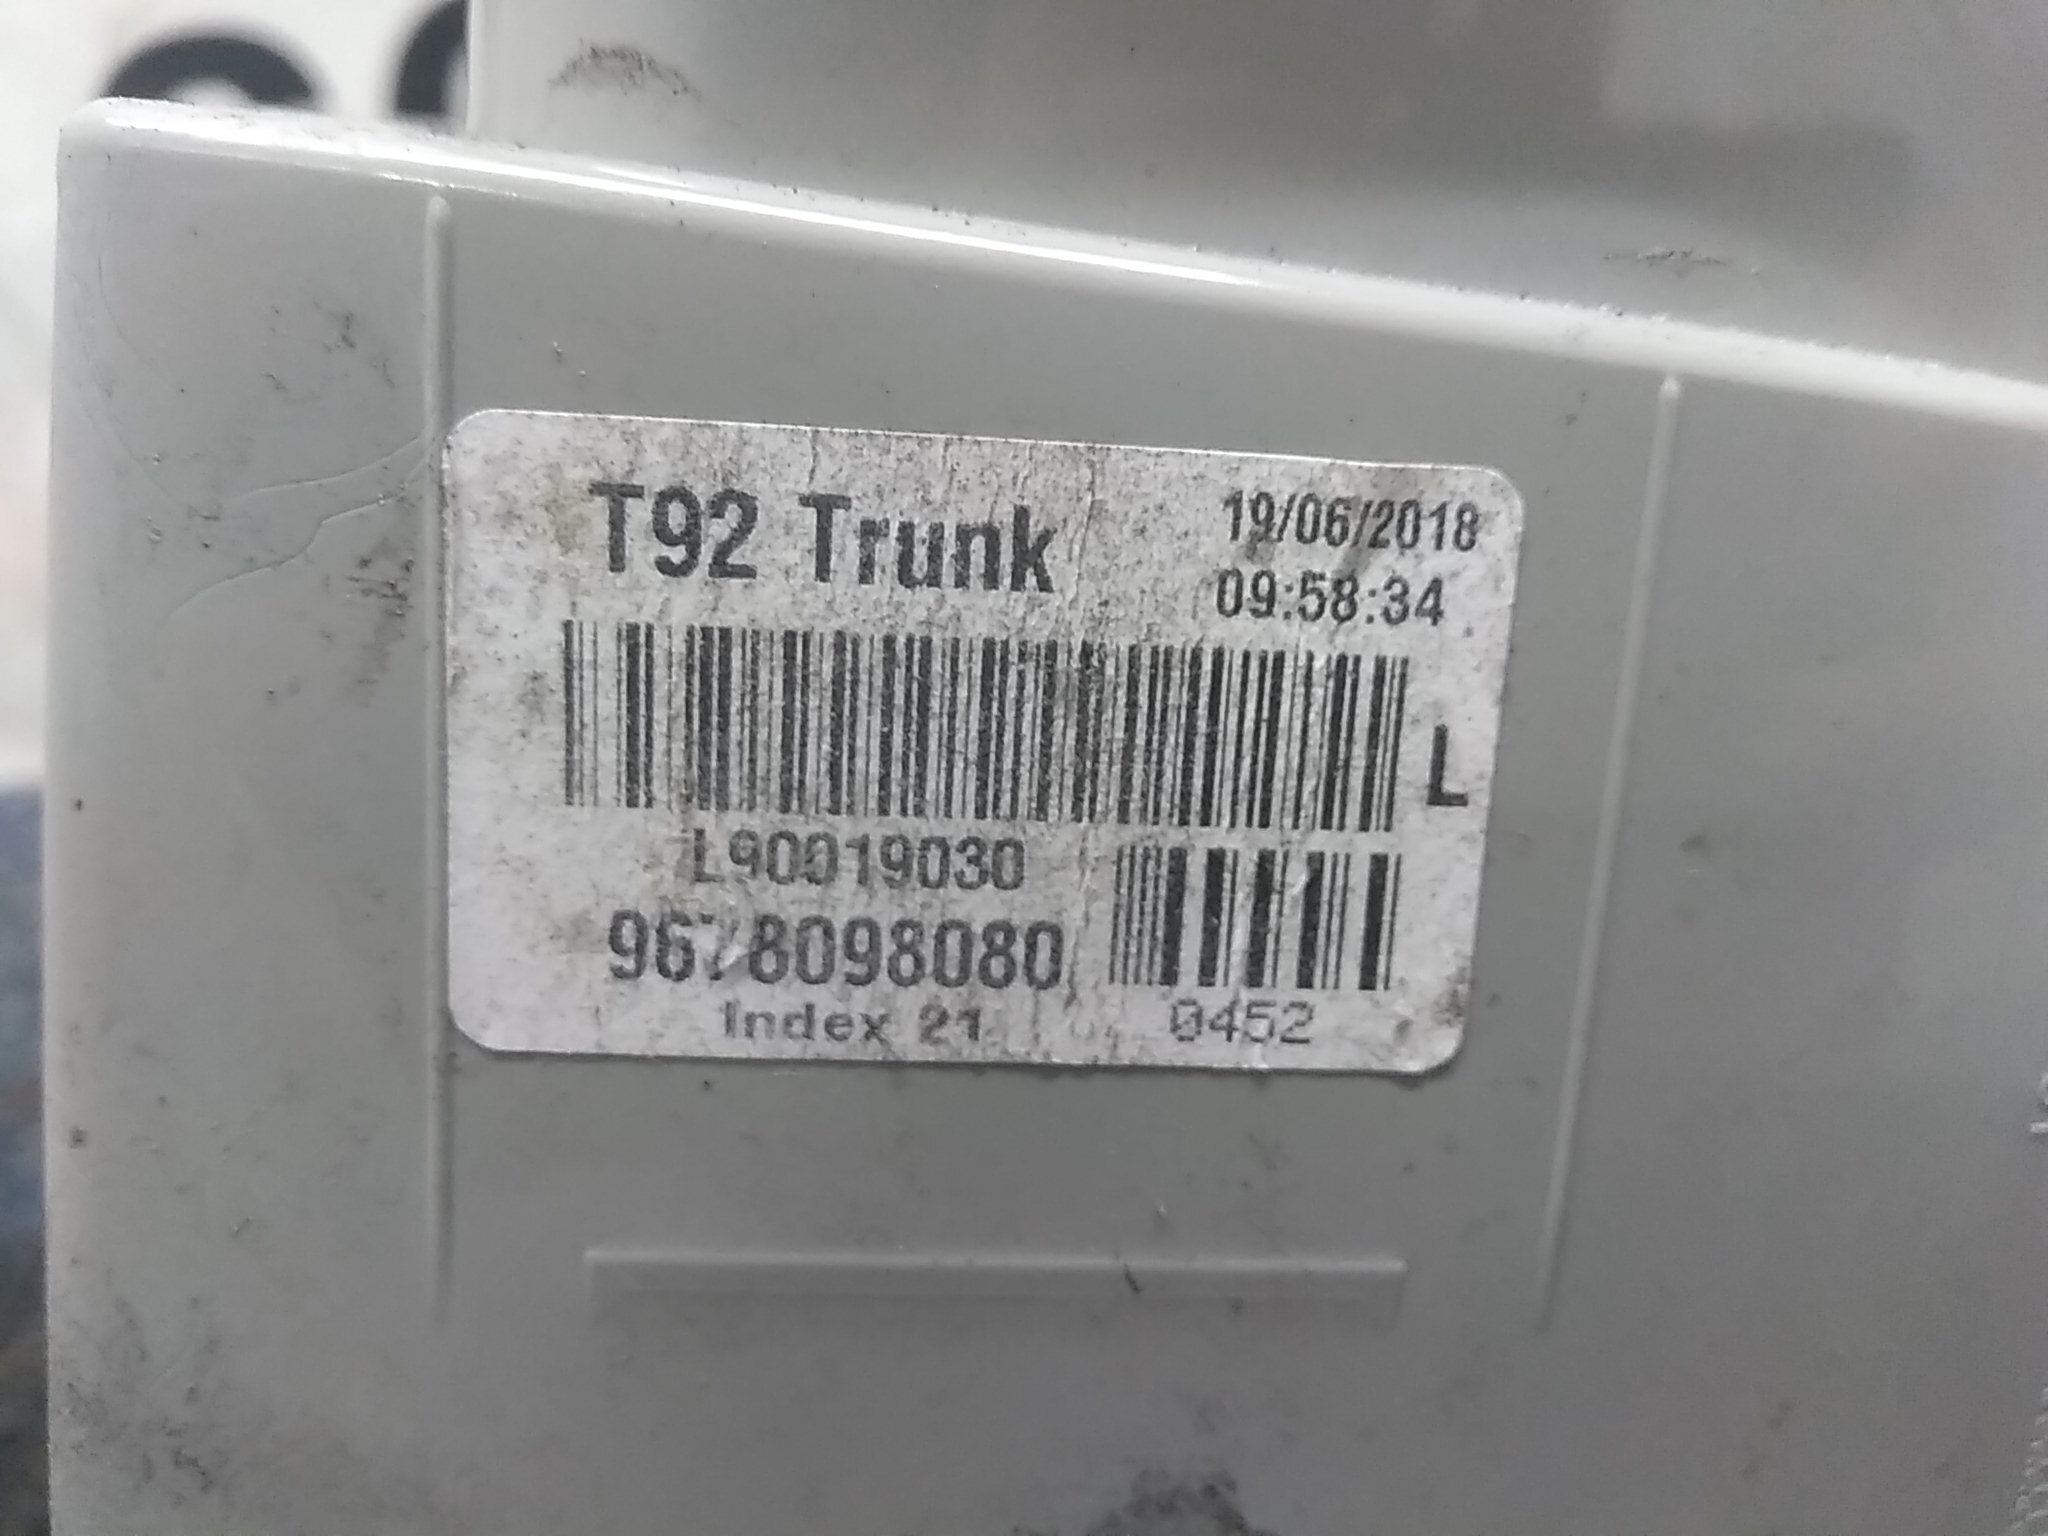 T92 Trunk
19/06/2018
09:58:34
L
L90019030
9678098080
Index 21
0452